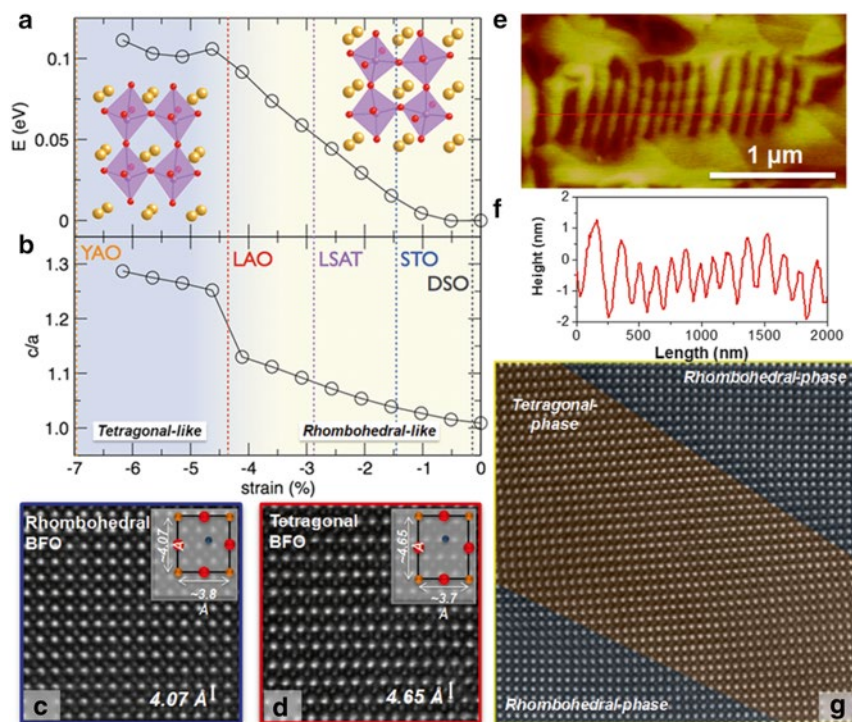 a
0.1
0.05
0
E (eV)
b
1.3
1.2
1.1
1.0
c/a
YAO
LAO
LSAT
STO
DSO
Tetragonal-like
Rhombohedral-like
-7 -6 -5 -4 -3 -2 -1 0
strain (%)
Rhombohedral
BFO
~4.07
Å
~3.8
Å
4.07 Å
c
Tetragonal
BFO
~4.65
Å
~3.7
Å
4.65 Å
d
e
1 µm
f
Height (nm)
2
1
0
-1
-2
0 500 1000 1500 2000
Length (nm)
Rhombohedral-phase
Tetragonal-
phase
Rhombohedral-phase
g